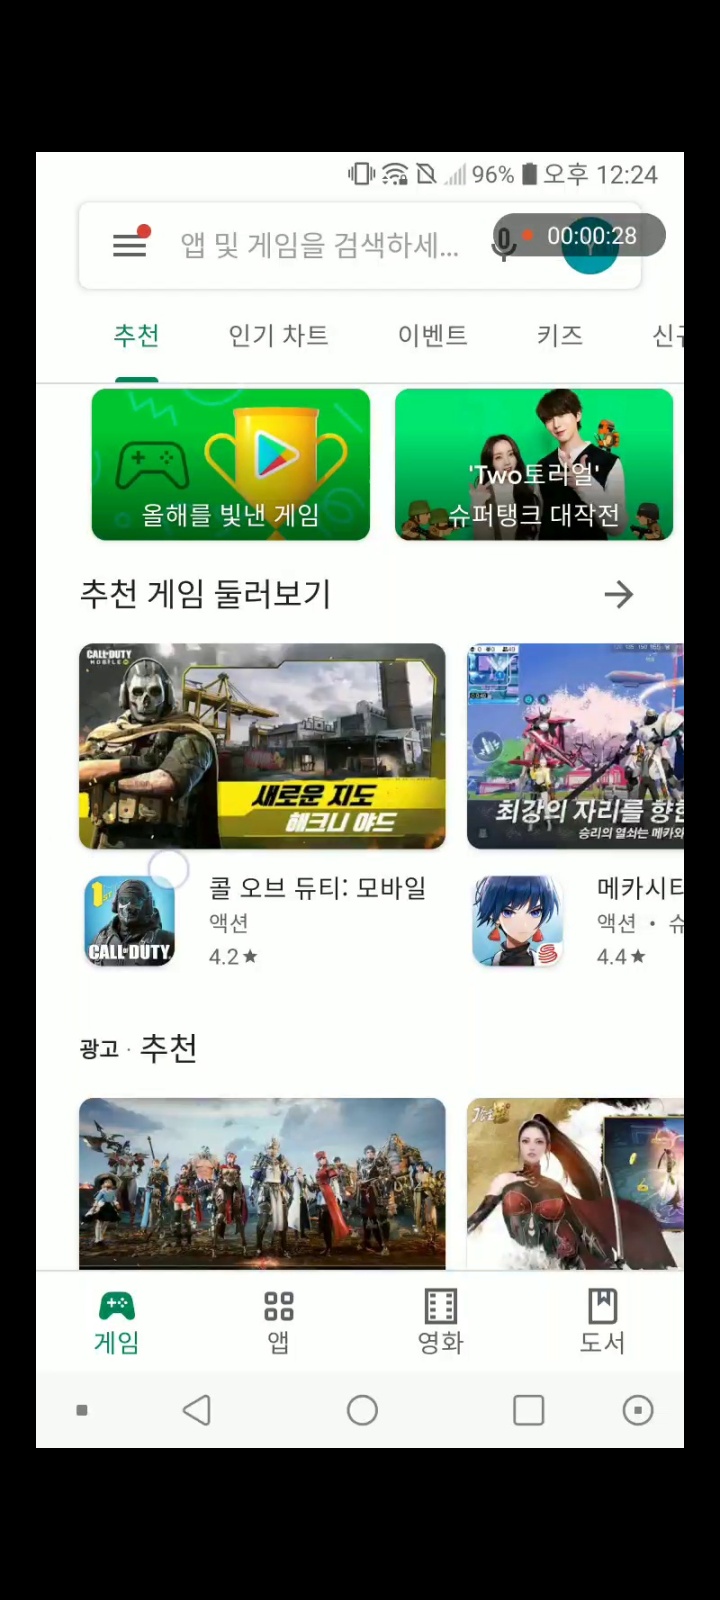 96% 오후 12:24
앱 및 게임을 검색하세...
00:00:28
추천 인기 차트 이벤트 키즈
올해를 빛낸 게임
'Two토리얼'
슈퍼탱크 대작전
추천 게임 둘러보기
CALL·DUTY
MOBILE
새로운 지도
해크니 야드
최강의 자리를 향한
승리의 열쇠는 메카와
CALL·DUTY
콜 오브 듀티: 모바일
액션
4.2★
메카시티
액션 · 슈
4.4★
광고 · 추천
게임 앱 영화 도서